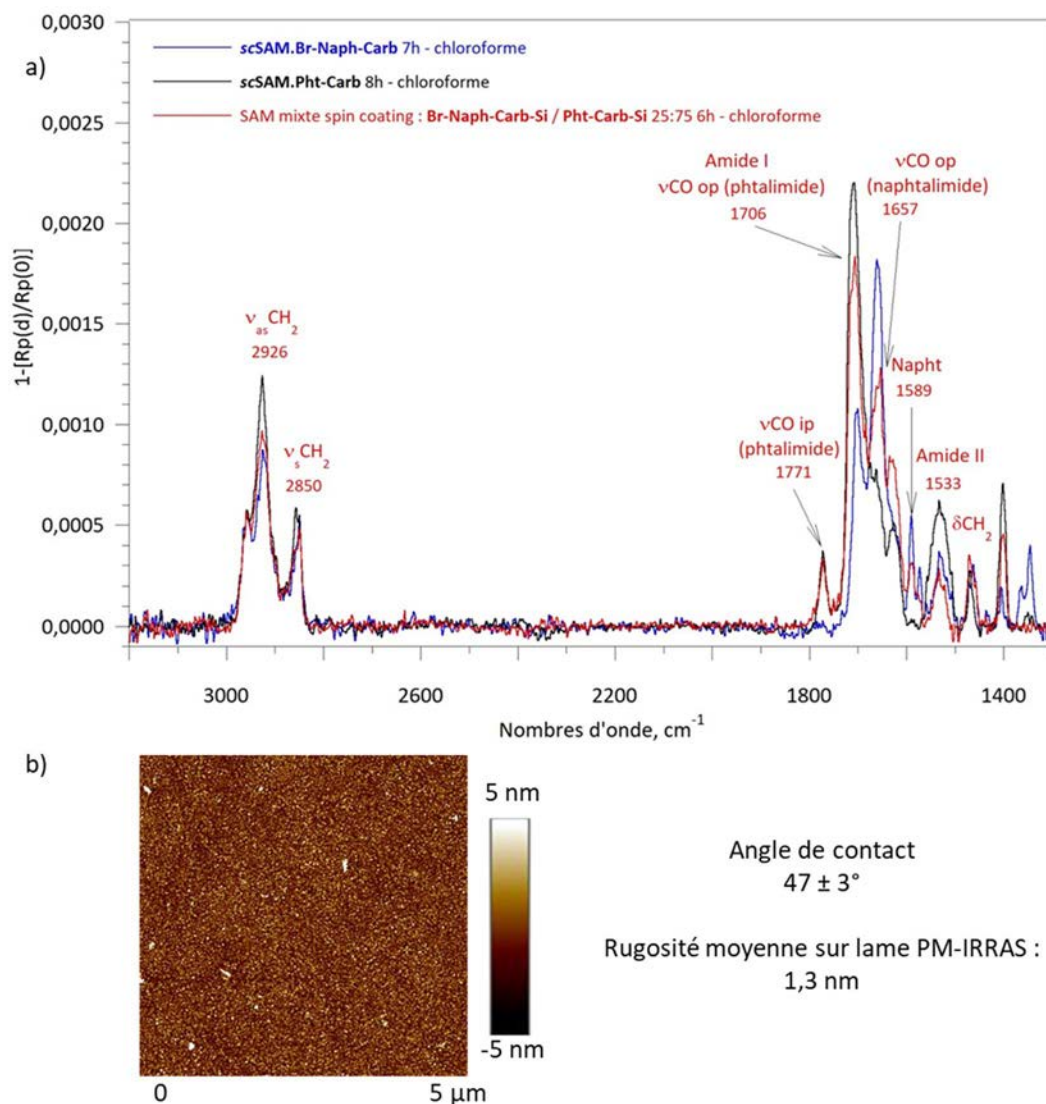 a)
0,0030
0,0025
0,0020
0,0015
0,0010
0,0005
0,0000
1-[Rp(d)/Rp(0)]
scSAM.Br-Naph-Carb 7h - chloroforme
scSAM.Pht-Carb 8h - chloroforme
SAM mixte spin coating : Br-Naph-Carb-Si / Pht-Carb-Si 25:75 6h - chloroforme
Amide I
νCO op (phtalimide)
1706
νCO op
(naphtalimide)
1657
νasCH2
2926
νsCH2
2850
νCO ip
(phtalimide)
1771
Napht
1589
Amide II
1533
δCH2
3000 2600 2200 1800 1400
Nombres d'onde, cm-1
b)
5 nm
-5 nm
0 5 µm
Angle de contact
47 ± 3°
Rugosité moyenne sur lame PM-IRRAS :
1,3 nm